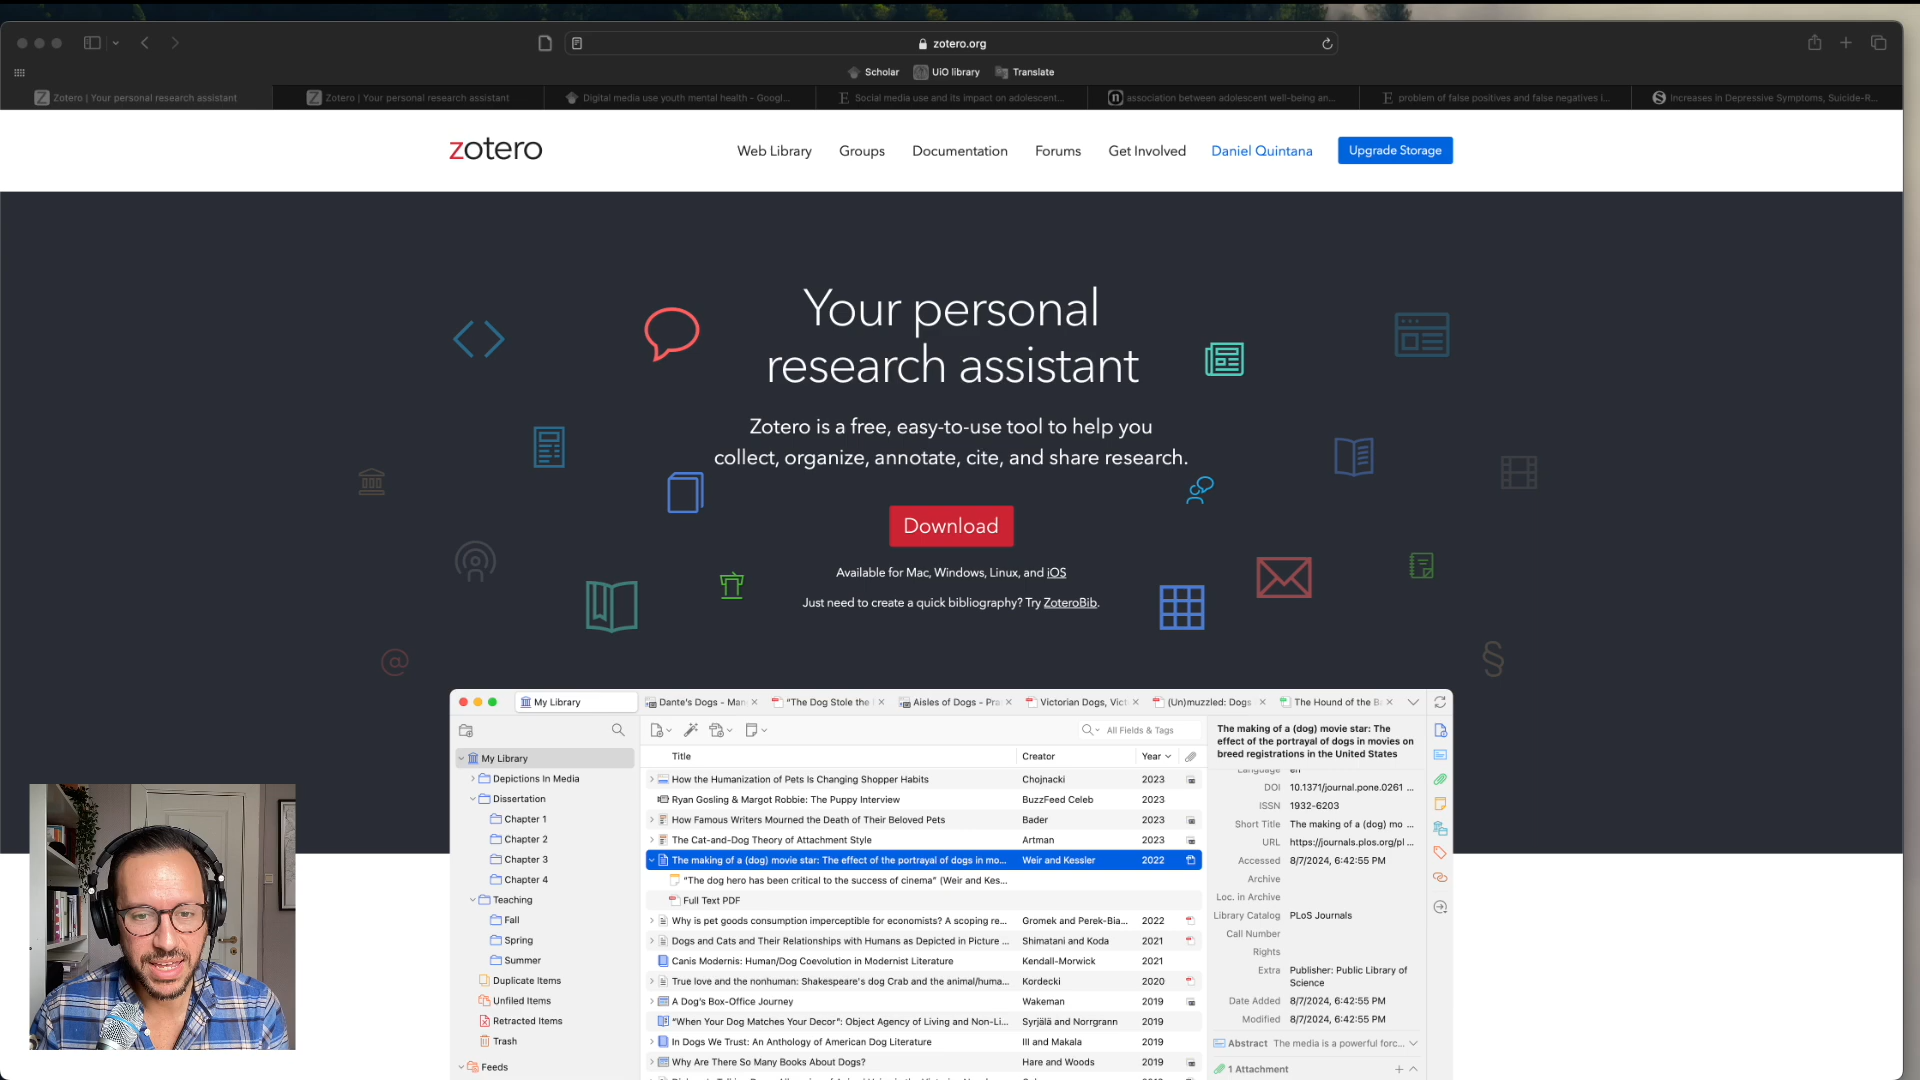 zotero.org
Scholar UiO library Translate
Zotero | Your personal research assistant Zotero | Your personal research assistant Digital media use youth mental health - Googl... Social media use and its impact on adolescent... association between adolescent well-being an... problem of false positives and false negatives i... Increases in Depressive Symptoms, Suicide-R...
zotero Web Library Groups Documentation Forums Get Involved Daniel Quintana Upgrade Storage
Your personal
research assistant
Zotero is a free, easy-to-use tool to help you
collect, organize, annotate, cite, and share research.
Download
Available for Mac, Windows, Linux, and iOS
Just need to create a quick bibliography? Try ZoteroBib.
My Library Dante's Dogs - Man "The Dog Stole the Aisles of Dogs - Pra Victorian Dogs, Vict (Un)muzzled: Dogs The Hound of the Ba
All Fields & Tags
Title Creator Year
My Library
Depictions In Media
Dissertation
Chapter 1
Chapter 2
Chapter 3
Chapter 4
Teaching
Fall
Spring
Summer
Duplicate Items
Unfiled Items
Retracted Items
Trash
Feeds
How the Humanization of Pets Is Changing Shopper Habits Chojnacki 2023
Ryan Gosling & Margot Robbie: The Puppy Interview BuzzFeed Celeb 2023
How Famous Writers Mourned the Death of Their Beloved Pets Bader 2023
The Cat-and-Dog Theory of Attachment Style Artman 2023
The making of a (dog) movie star: The effect of the portrayal of dogs in mo... Weir and Kessler 2022
"The dog hero has been critical to the success of cinema" (Weir and Kes...
Full Text PDF
Why is pet goods consumption imperceptible for economists? A scoping re... Gromek and Perek-Bia... 2022
Dogs and Cats and Their Relationships with Humans as Depicted in Picture ... Shimatani and Koda 2021
Canis Modernis: Human/Dog Coevolution in Modernist Literature Kendall-Morwick 2021
True love and the nonhuman: Shakespeare's dog Crab and the animal/huma... Kordecki 2020
A Dog's Box-Office Journey Wakeman 2019
"When Your Dog Matches Your Decor": Object Agency of Living and Non-Li... Syrjälä and Norrgrann 2019
In Dogs We Trust: An Anthology of American Dog Literature Ill and Makala 2019
Why Are There So Many Books About Dogs? Hare and Woods 2019
The making of a (dog) movie star: The
effect of the portrayal of dogs in movies on
breed registrations in the United States
Language en
DOI 10.1371/journal.pone.0261 ...
ISSN 1932-6203
Short Title The making of a (dog) mo ...
URL https://journals.plos.org/pl ...
Accessed 8/7/2024, 6:42:55 PM
Archive
Loc. in Archive
Library Catalog PLoS Journals
Call Number
Rights
Extra Publisher: Public Library of
Science
Date Added 8/7/2024, 6:42:55 PM
Modified 8/7/2024, 6:42:55 PM
Abstract The media is a powerful forc...
1 Attachment